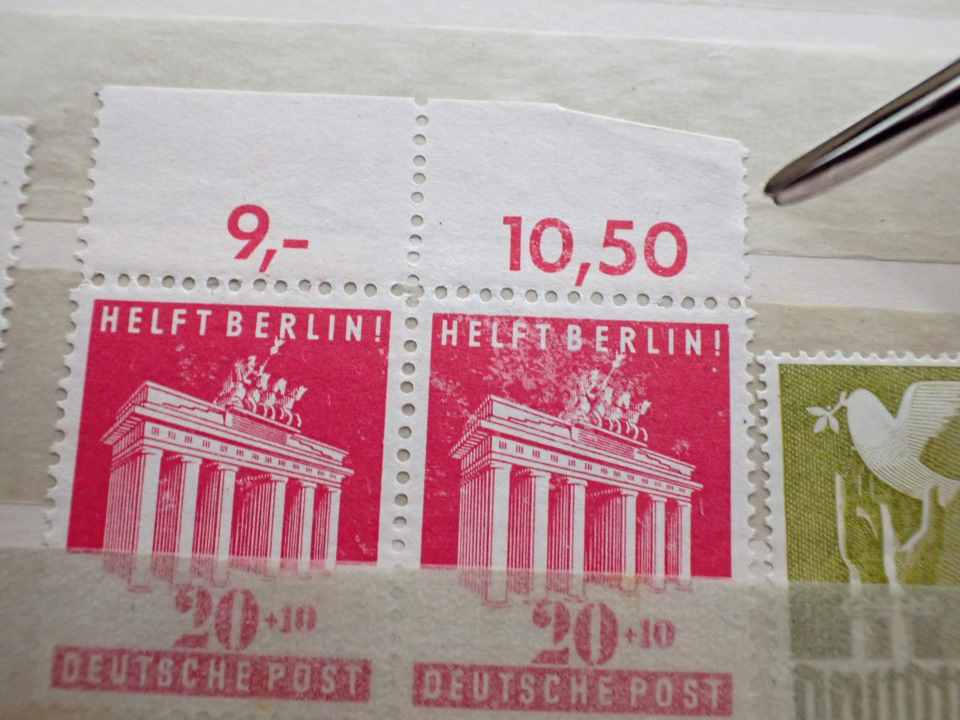 9,- 10,50
HELFT BERLIN! HELFT BERLIN!
20+10 20+10
DEUTSCHE POST DEUTSCHE POST